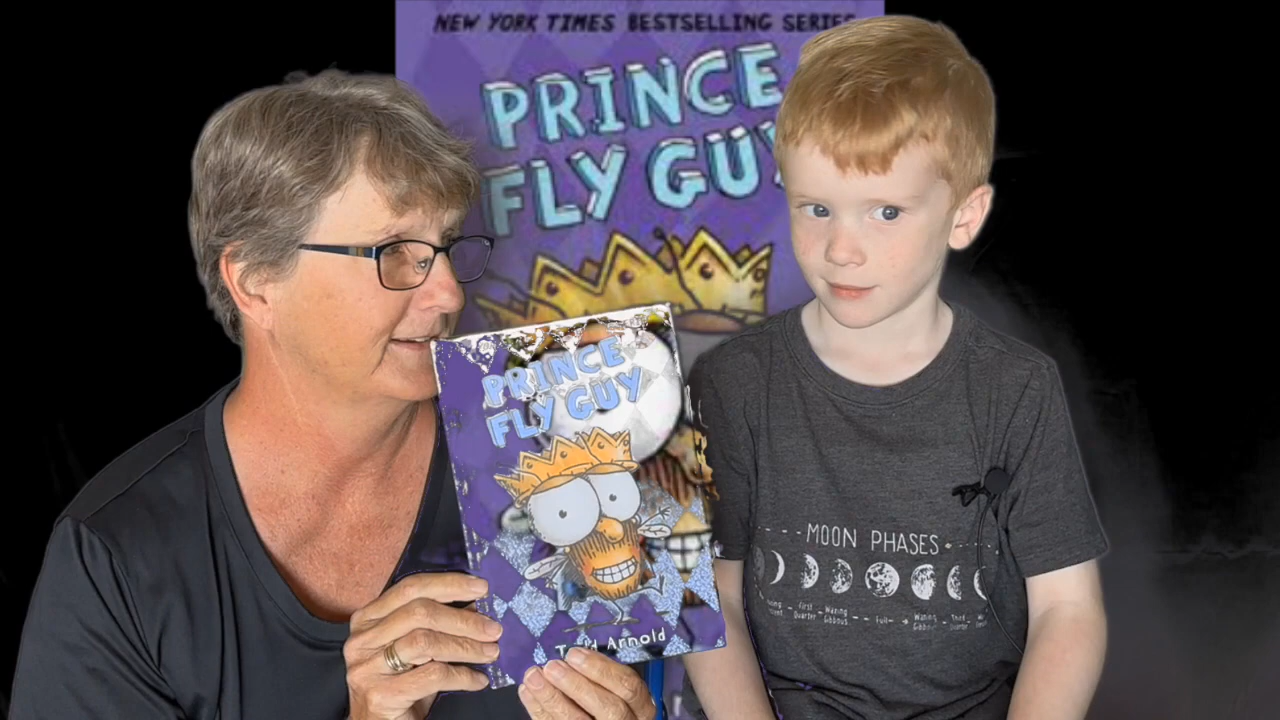 NEW YORK TIMES BESTSELLING SERIES
PRINCE
FLY GUY
PRINCE
FLY GUY
Todd Arnold
MOON PHASES
First Waxing Full Waning Third
Quarter Gibbous Quarter